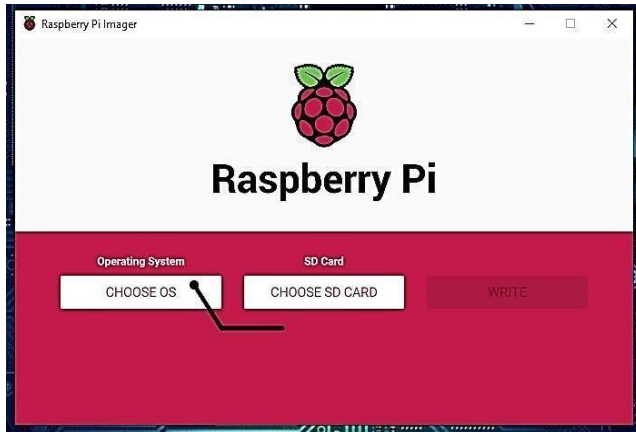 Raspberry Pi Imager
Raspberry Pi
Operating System
SD Card
CHOOSE OS
CHOOSE SD CARD
WRITE